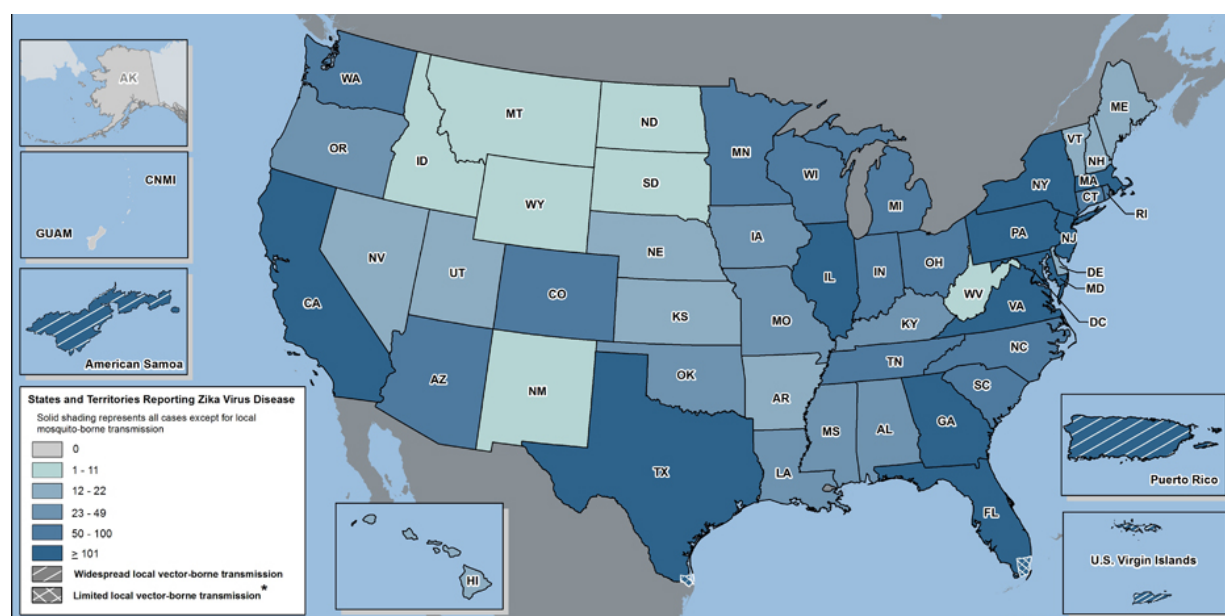 AK
CNMI
GUAM
American Samoa
States and Territories Reporting Zika Virus Disease
Solid shading represents all cases except for local
mosquito-borne transmission
0
1 - 11
12 - 22
23 - 49
50 - 100
≥ 101
Widespread local vector-borne transmission
Limited local vector-borne transmission*
WA
MT
ND
MN
ME
VT
NH
OR
ID
WI
SD
NY
MA
WY
MI
CT
RI
IA
PA
NE
NJ
NV
OH
UT
IL
IN
DE
CA
CO
WV
MD
VA
KS
MO
KY
DC
NC
TN
AZ
OK
NM
AR
SC
MS
AL
GA
TX
LA
FL
HI
Puerto Rico
U.S. Virgin Islands